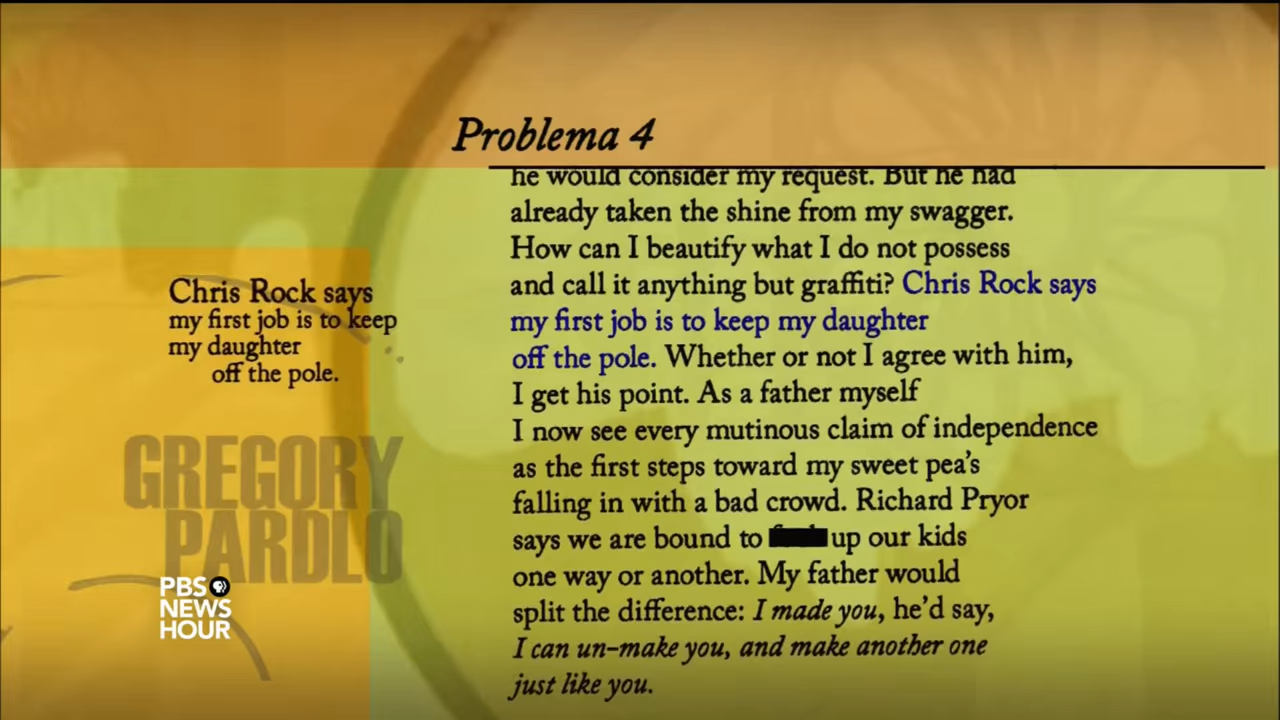 Problema 4
he would consider my request. But he had
already taken the shine from my swagger.
How can I beautify what I do not possess
and call it anything but graffiti? Chris Rock says
my first job is to keep my daughter
off the pole. Whether or not I agree with him,
I get his point. As a father myself
I now see every mutinous claim of independence
as the first steps toward my sweet pea's
falling in with a bad crowd. Richard Pryor
says we are bound to up our kids
one way or another. My father would
split the difference: I made you, he'd say,
I can un-make you, and make another one
just like you.
Chris Rock says
my first job is to keep
my daughter
off the pole.
GREGORY
PARDLO
PBS
NEWS
HOUR